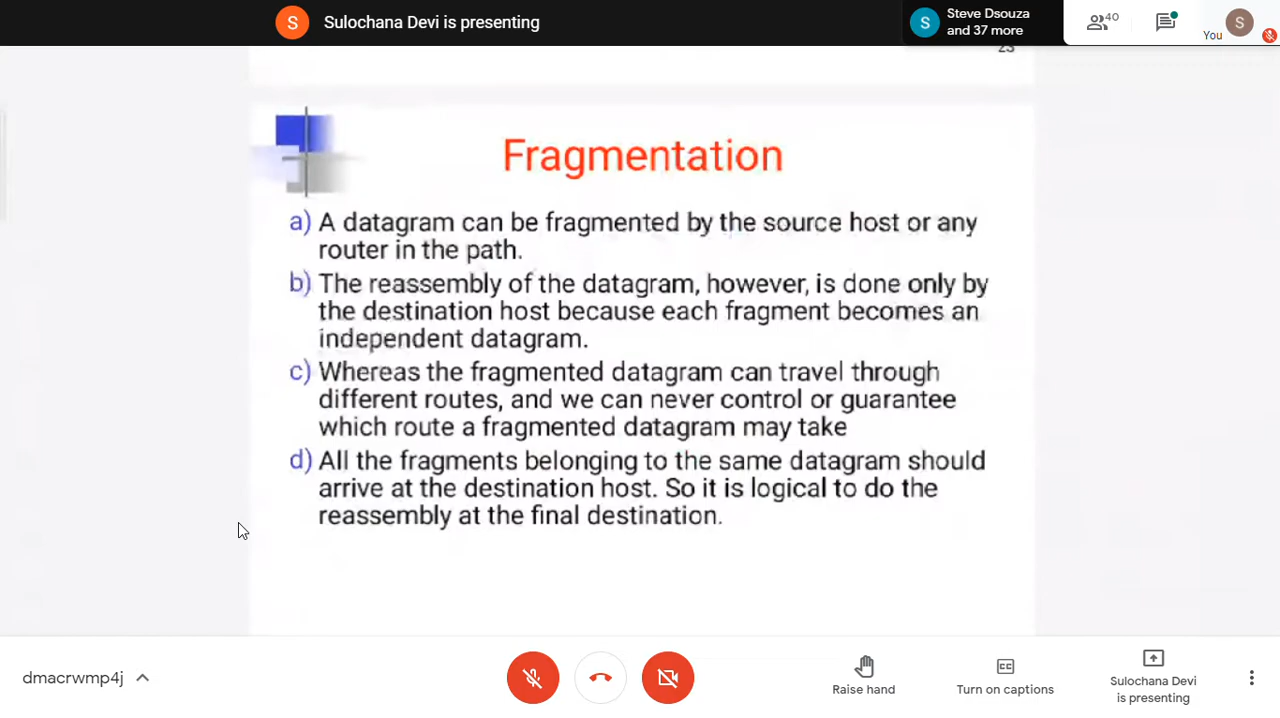 S Sulochana Devi is presenting
S Steve Dsouza
and 37 more
40
You
S
23
Fragmentation
a) A datagram can be fragmented by the source host or any
router in the path.
b) The reassembly of the datagram, however, is done only by
the destination host because each fragment becomes an
independent datagram.
c) Whereas the fragmented datagram can travel through
different routes, and we can never control or guarantee
which route a fragmented datagram may take
d) All the fragments belonging to the same datagram should
arrive at the destination host. So it is logical to do the
reassembly at the final destination.
dmacrwmp4j
Raise hand
CC
Turn on captions
Sulochana Devi
is presenting